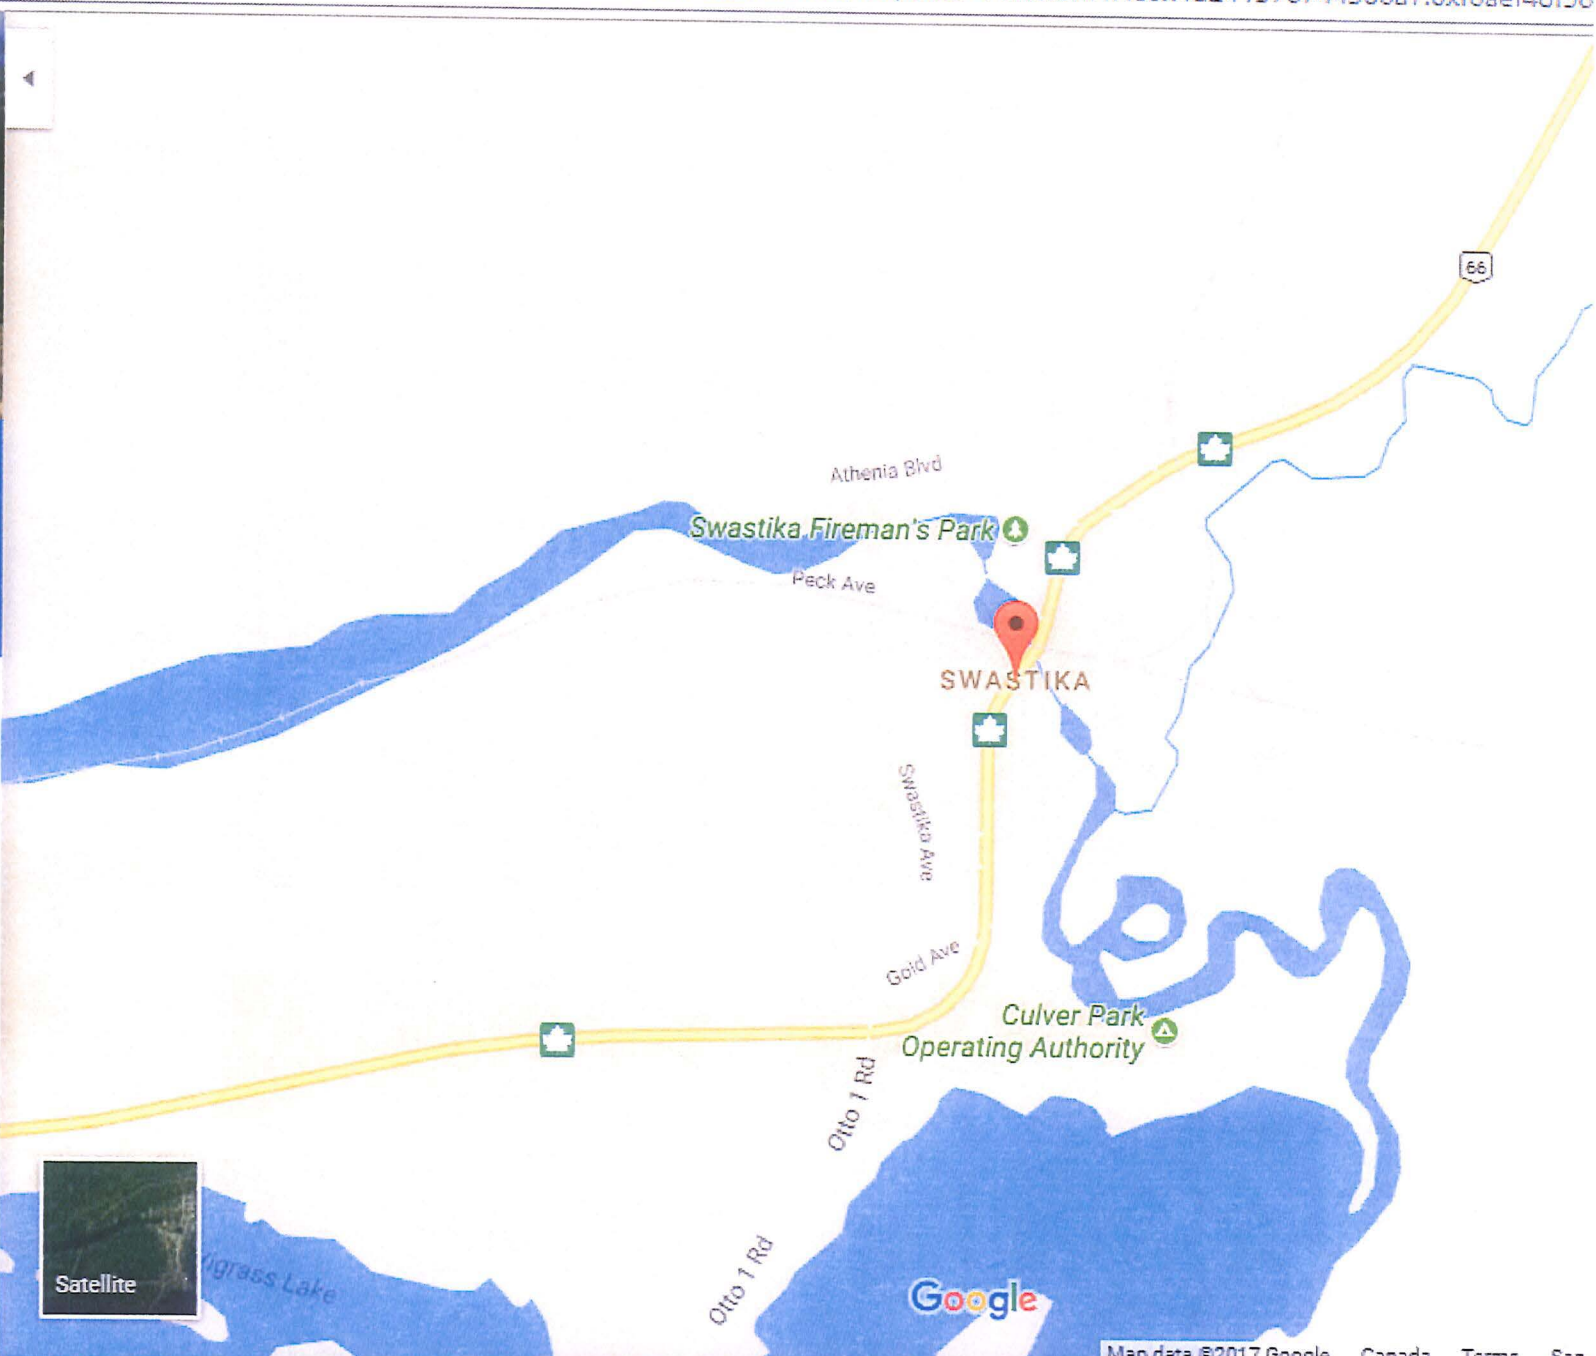 66
Athenia Blvd
Swastika Fireman's Park
Peck Ave
SWASTIKA
Swastika Ave
Gold Ave
Culver Park
Operating Authority
Otto 1 Rd
Otto 1 Rd
Satellite
Lake
Google
Map data ©2017 Google Canada Terms